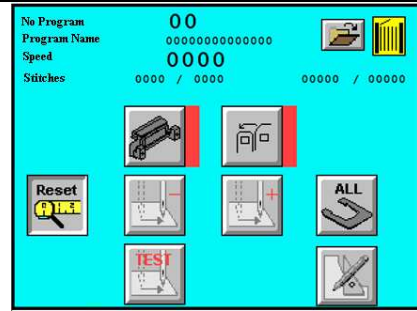 No Program 00
Program Name 00000000000000
Speed 0000
Stitches 0000 / 0000 00000 / 00000
Reset
- +
ALL
TEST